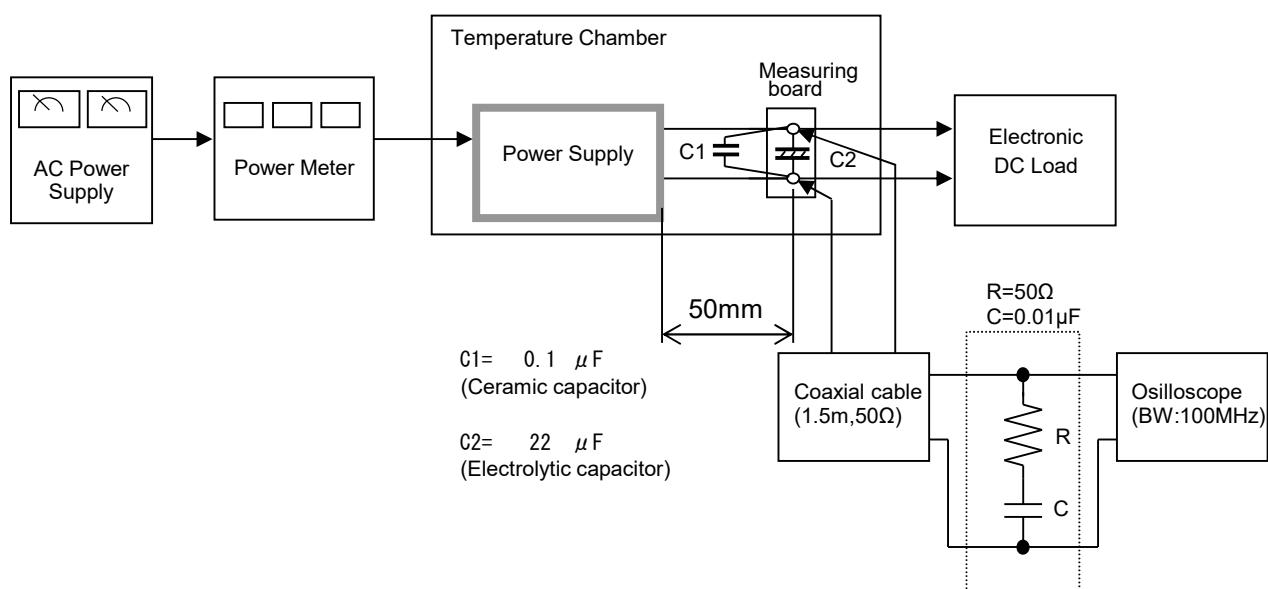 Temperature Chamber
Measuring
board
AC Power
Supply
Power Meter
Power Supply
C1
C2
Electronic
DC Load
50mm
R=50Ω
C=0.01µF
C1= 0.1 μF
(Ceramic capacitor)
C2= 22 μF
(Electrolytic capacitor)
Coaxial cable
(1.5m,50Ω)
R
C
Osilloscope
(BW:100MHz)